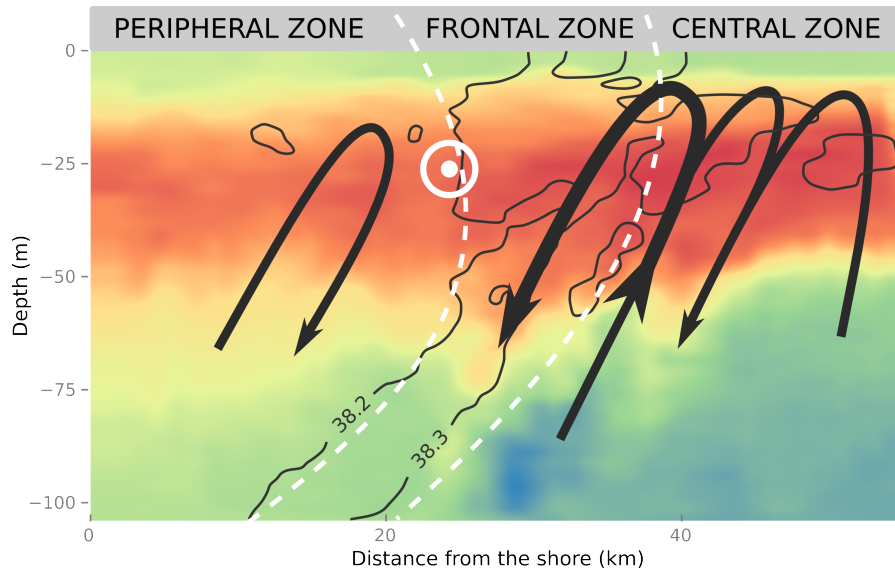 PERIPHERAL ZONE FRONTAL ZONE CENTRAL ZONE
0
−25
−50
−75
−100
Depth (m)
38.2
38.3
0 20 40
Distance from the shore (km)